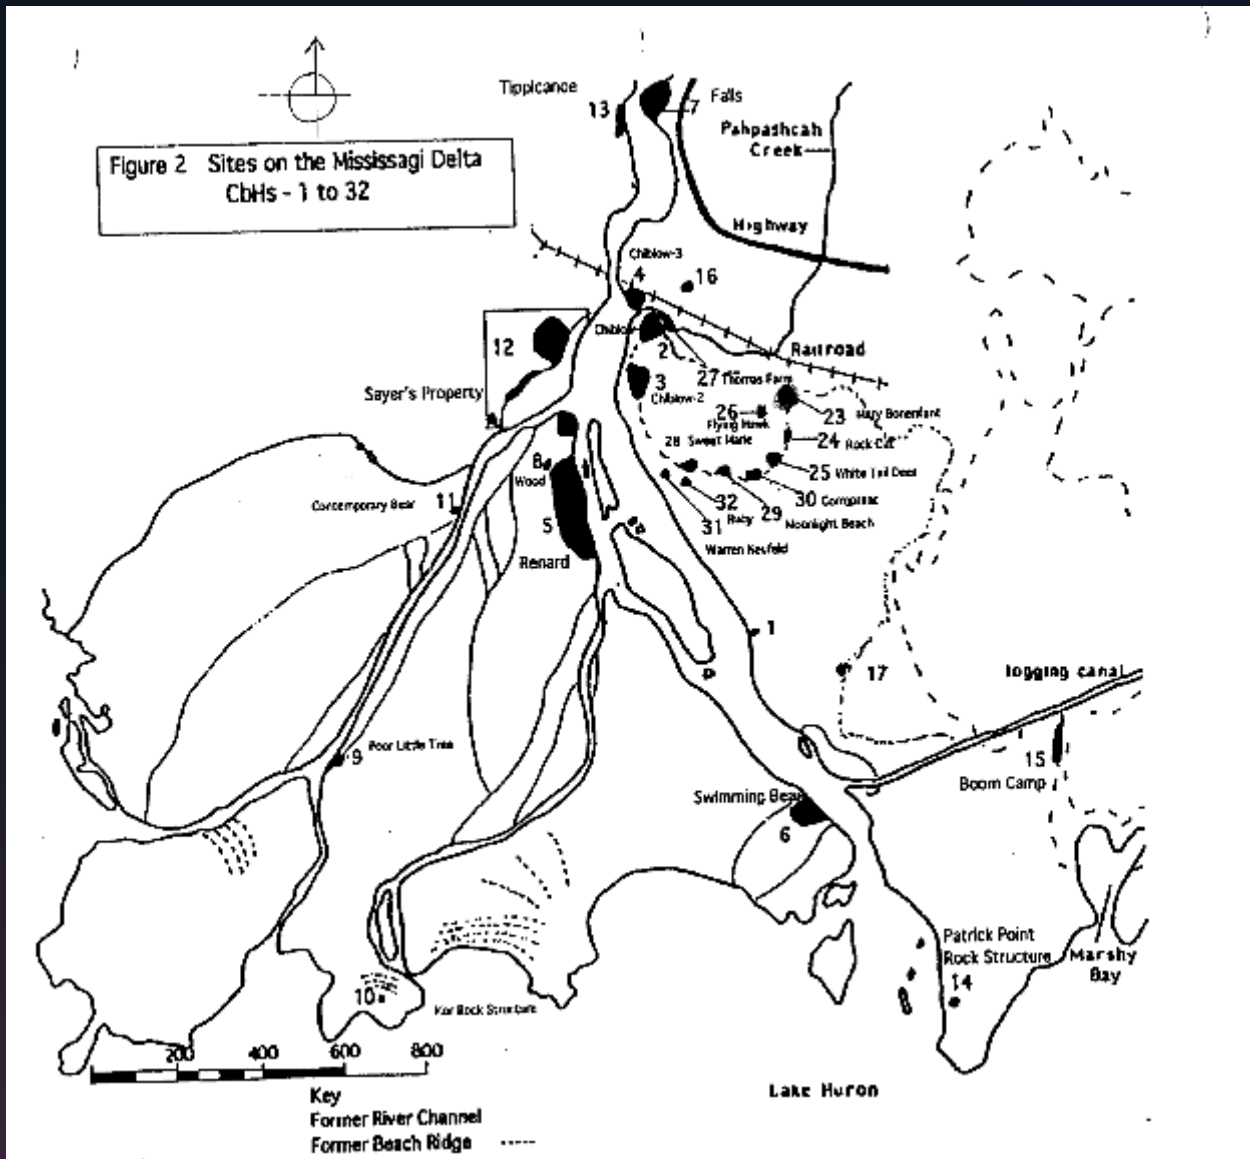 Tippicanoe
13
7
Falls
Pahpashcah
Creek
Figure 2 Sites on the Mississagi Delta
CbHs - 1 to 32
Highway
Chiblow-3
4
16
12
Chiblow
2
Railroad
3
27
Thomas Farm
Chiblow-2
Sayer's Property
26
Flying Hawk
23
Mary Bonenfant
28 Sweet Marie
24
Rock Cut
8
Wood
25
White Tail Deer
Contemporary Bear
11
32
Ruby
29
30
Moonlight Beach
31
5
Renard
Warren Neufeld
1
17
logging canal
9
Poor Little Tree
15
Boom Camp
Swimming Bear
6
Patrick Point
Rock Structure
14
Marshy
Bay
10
Rock Structure
200
400
600
800
Lake Huron
Key
Former River Channel
Former Beach Ridge -----